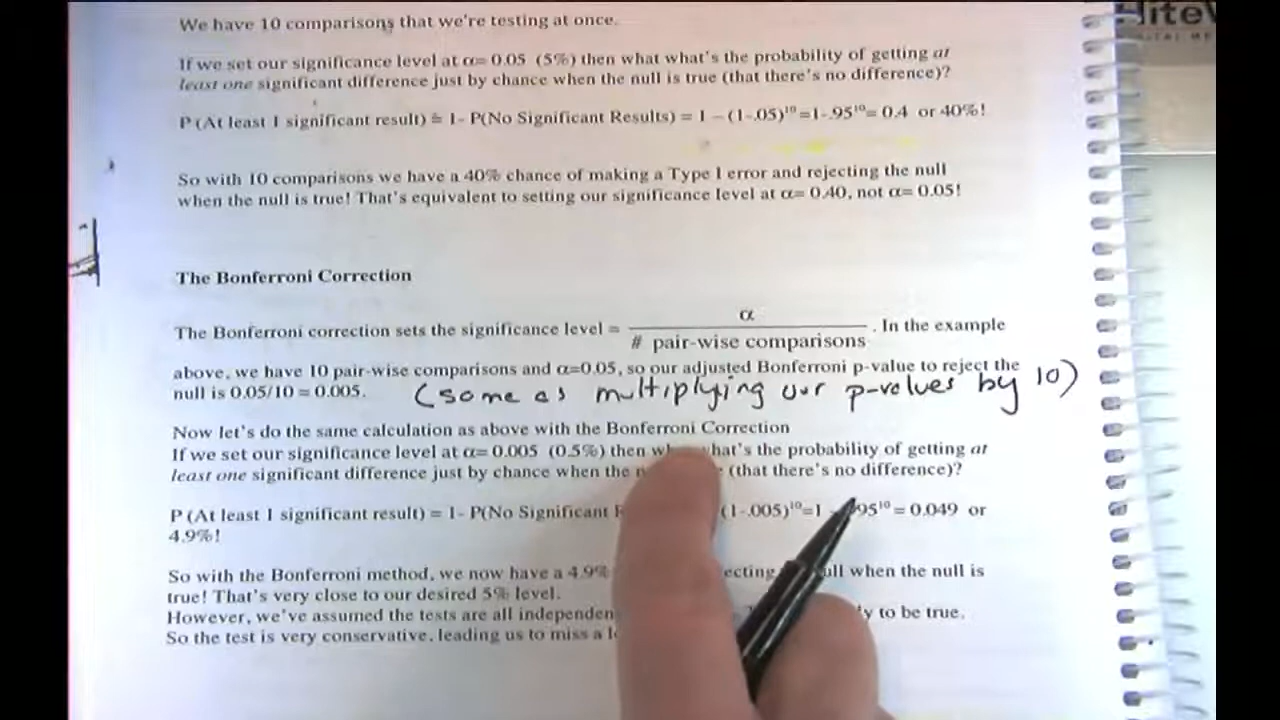 We have 10 comparisons that we're testing at once.
If we set our significance level at α= 0.05 (5%) then what what's the probability of getting at
least one significant difference just by chance when the null is true (that there's no difference)?
P (At least 1 significant result) = 1- P(No Significant Results) = 1 – (1-.05)¹⁰ =1-.95¹⁰= 0.4 or 40%!
So with 10 comparisons we have a 40% chance of making a Type I error and rejecting the null
when the null is true! That's equivalent to setting our significance level at α= 0.40, not α= 0.05!
The Bonferroni Correction
The Bonferroni correction sets the significance level = α / # pair-wise comparisons . In the example
above, we have 10 pair-wise comparisons and α=0.05, so our adjusted Bonferroni p-value to reject the
null is 0.05/10 = 0.005. (same as multiplying our p-values by 10)
Now let's do the same calculation as above with the Bonferroni Correction
If we set our significance level at α= 0.005 (0.5%) then what's the probability of getting at
least one significant difference just by chance when the (that there's no difference)?
P (At least 1 significant result) = 1- P(No Significant (1-.005)¹⁰=1 95¹⁰ = 0.049 or
4.9%!
So with the Bonferroni method, we now have a 4.9% when the null is
true! That's very close to our desired 5% level.
However, we've assumed the tests are all to be true.
So the test is very conservative, leading us to miss a